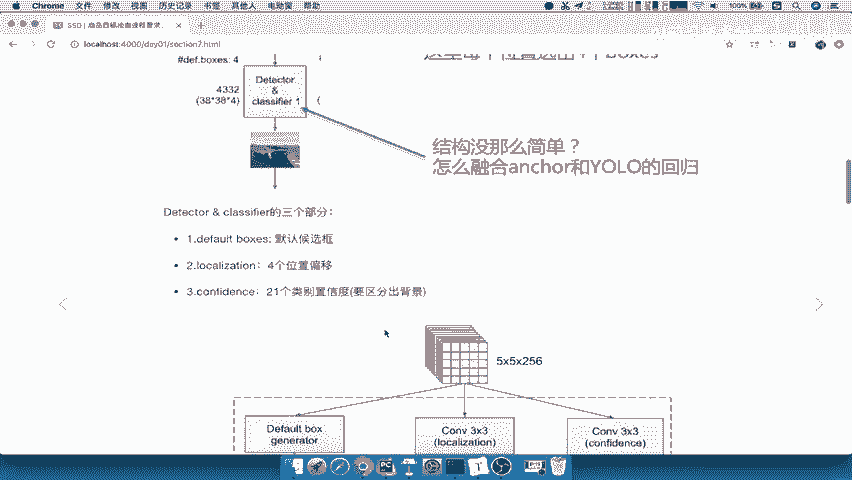 Chrome 文件 修改 视图 历史记录 书签 其他人 电动窗 帮助
100%
localhost:4000/day01/section7.html
#def.boxes: 4
4332
(38*38*4)
Detector
&
classifier 1
结构没那么简单？
怎么融合anchor和YOLO的回归
Detector & classifier的三个部分：
1.default boxes: 默认候选框
2.localization：4个位置偏移
3.confidence：21个类别置信度(要区分出背景)
5x5x256
Default box
generator
Conv 3x3
(localization)
Conv 3x3
(confidence)